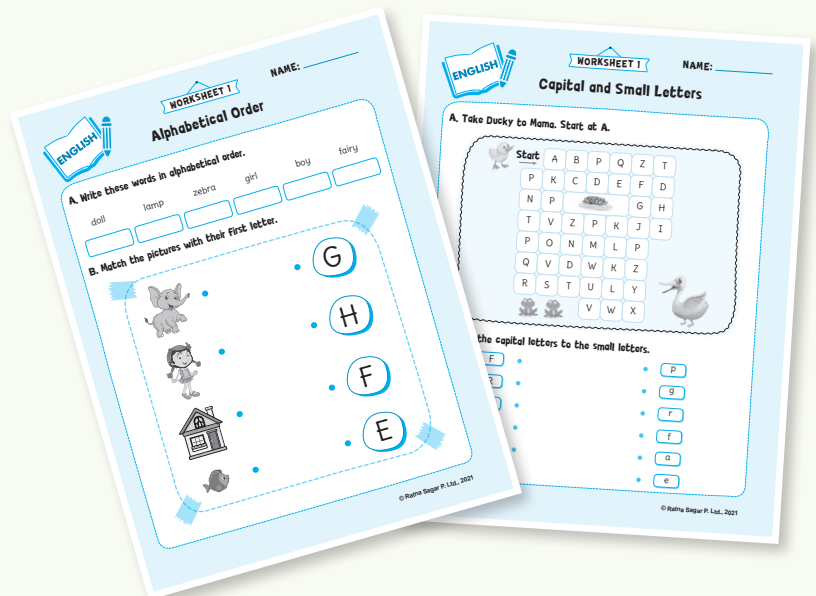 ENGLISH
WORKSHEET 1
NAME:
Alphabetical Order
A. Write these words in alphabetical order.
doll lamp zebra girl boy fairy
B. Match the pictures with their first letter.
G
H
F
E
© Ratna Sagar P. Ltd., 2021
ENGLISH
WORKSHEET 1
NAME:
Capital and Small Letters
A. Take Ducky to Mama. Start at A.
Start A B P Q Z T
P K C D E F D
N P G H
T V Z P K J I
P O N M L P
Q V D W K Z
R S T U L Y
V W X
the capital letters to the small letters.
F p
g
r
f
a
e
© Ratna Sagar P. Ltd., 2021